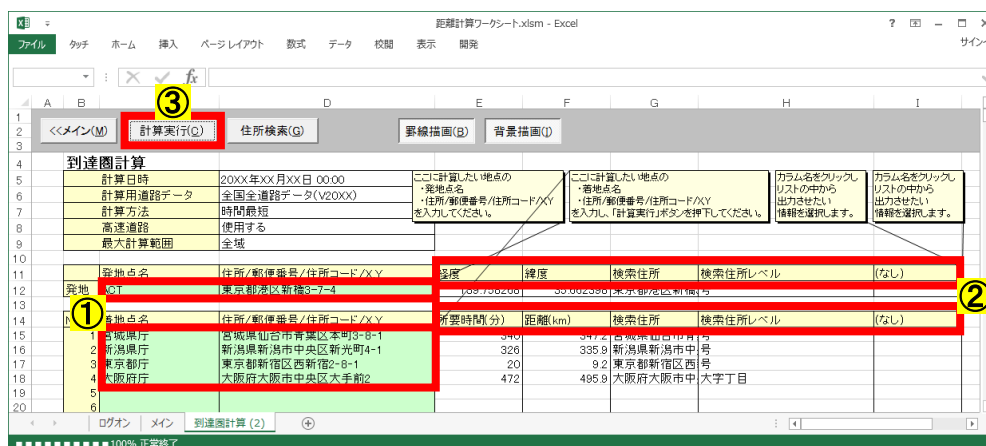 距離計算ワークシート.xlsm - Excel
ファイル タッチ ホーム 挿入 ページ レイアウト 数式 データ 校閲 表示 開発 サインイ
fx
③
A B D E F G H I
1
2 <<メイン(M) 計算実行(C) 住所検索(G) 罫線描画(B) 背景描画(I)
3
4 到達圏計算
5 計算日時 20XX年XX月XX日 00:00
6 計算用道路データ 全国全道路データ(V20XX)
7 計算方法 時間最短
8 高速道路 使用する
9 最大計算範囲 全域
ここに計算したい地点の
・発地点名
・住所/郵便番号/住所コード/XY
を入力してください。
ここに計算したい地点の
・着地点名
・住所/郵便番号/住所コード/XY
を入力し、「計算実行」ボタンを押下してください。
カラム名をクリックし
リストの中から
出力させたい
情報を選択します。
カラム名をクリックし
リストの中から
出力させたい
情報を選択します。
10
11 発地点名 住所/郵便番号/住所コード/XY 経度 緯度 検索住所 検索住所レベル (なし)
12 発地 ACT 東京都港区新橋3-7-4 139.758268 35.662398 東京都港区新橋 号
②
13
①
14 着地点名 住所/郵便番号/住所コード/XY 所要時間(分) 距離(km) 検索住所 検索住所レベル (なし)
15 1 宮城県庁 宮城県仙台市青葉区本町3-8-1 346 347.2 宮城県仙台市青 号
16 2 新潟県庁 新潟県新潟市中央区新光町4-1 326 335.9 新潟県新潟市中 号
17 3 東京都庁 東京都新宿区西新宿2-8-1 20 9.2 東京都新宿区西 号
18 4 大阪府庁 大阪府大阪市中央区大手前2 472 495.9 大阪府大阪市中 大字丁目
19 5
20 6
ログオン メイン 到達圏計算 (2)
100% 正常終了